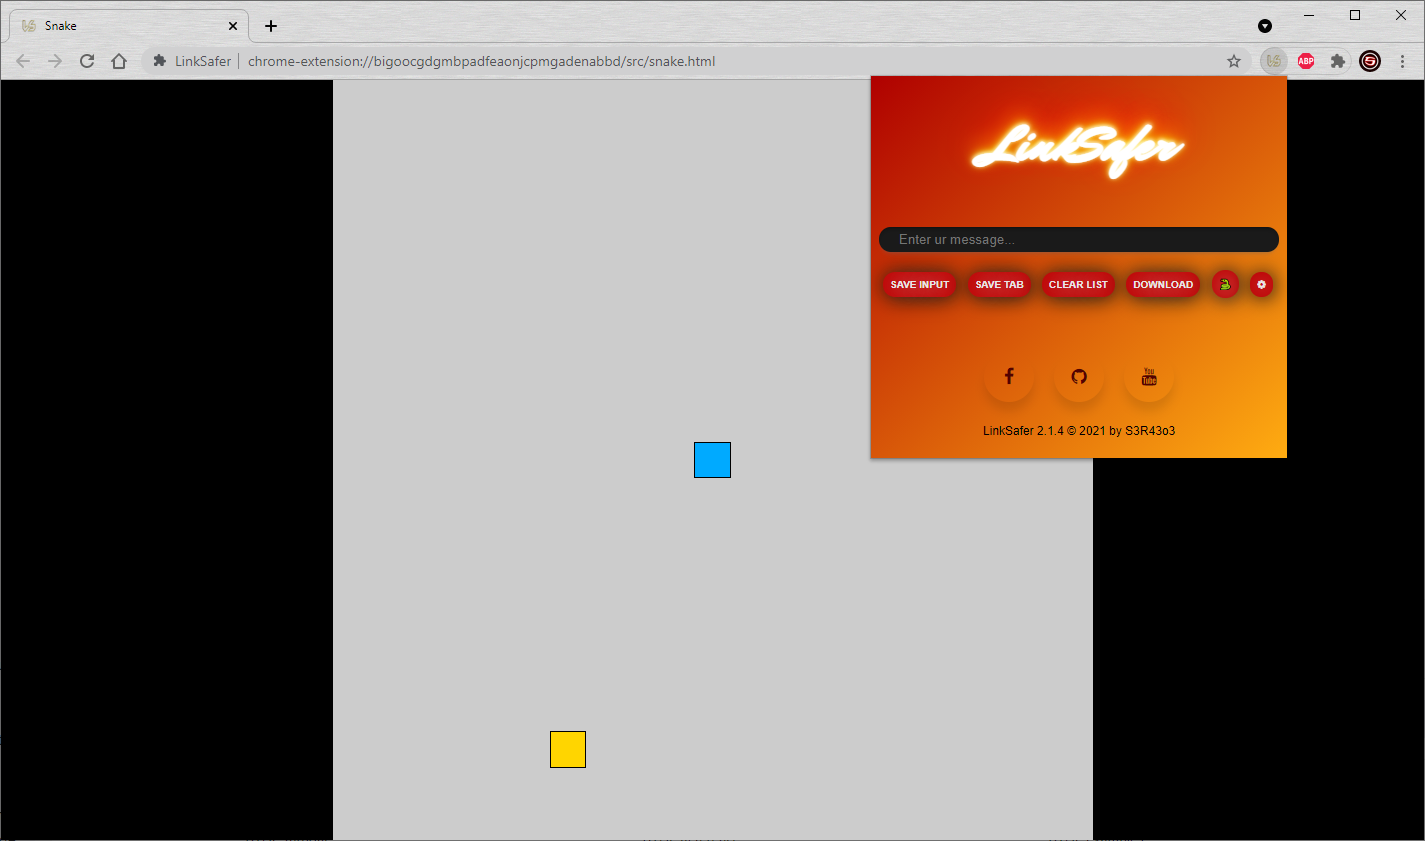 Snake
LinkSafer | chrome-extension://bigoocgdgmbpadfeaonjcpmgadenabbd/src/snake.html
ABP
LinkSafer
Enter ur message...
SAVE INPUT SAVE TAB CLEAR LIST DOWNLOAD
You
Tube
LinkSafer 2.1.4 © 2021 by S3R43o3